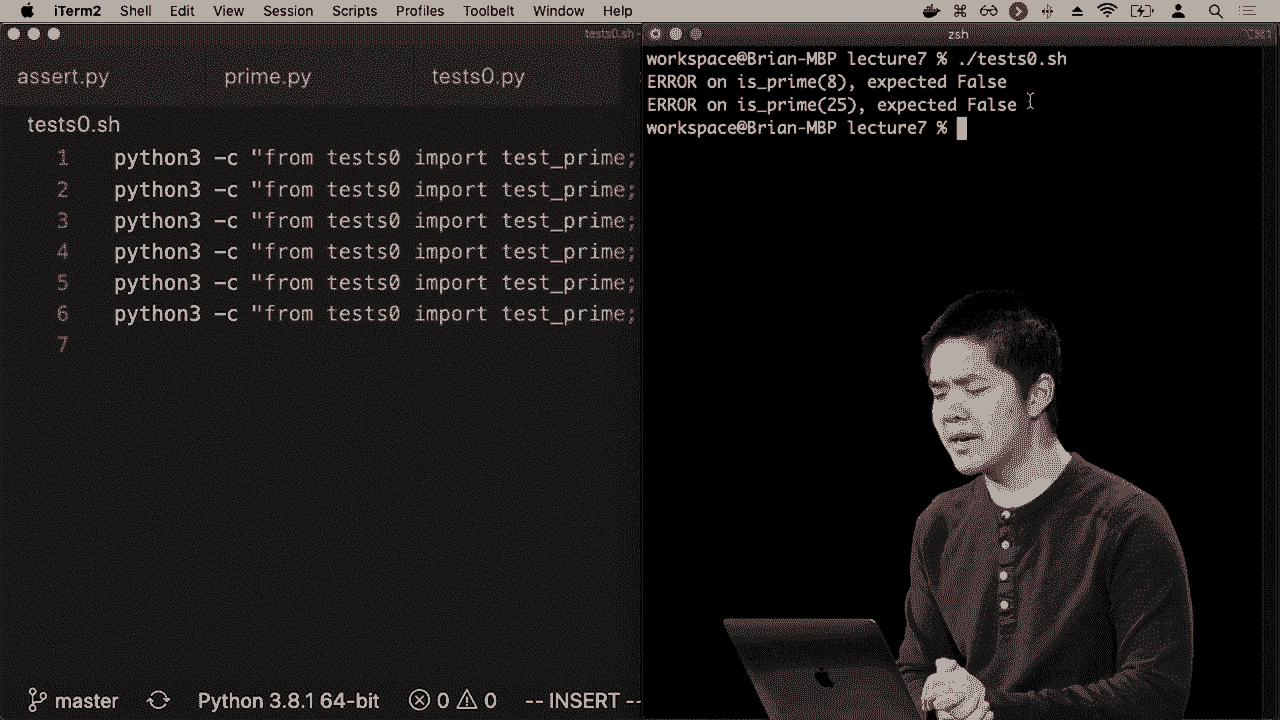 iTerm2 Shell Edit View Session Scripts Profiles Toolbelt Window Help
tests0.sh
zsh
assert.py prime.py tests0.py
tests0.sh
1 python3 -c "from tests0 import test_prime;
2 python3 -c "from tests0 import test_prime;
3 python3 -c "from tests0 import test_prime;
4 python3 -c "from tests0 import test_prime;
5 python3 -c "from tests0 import test_prime;
6 python3 -c "from tests0 import test_prime;
7
master Python 3.8.1 64-bit 0 0 -- INSERT --
workspace@Brian-MBP lecture7 % ./tests0.sh
ERROR on is_prime(8), expected False
ERROR on is_prime(25), expected False
workspace@Brian-MBP lecture7 %